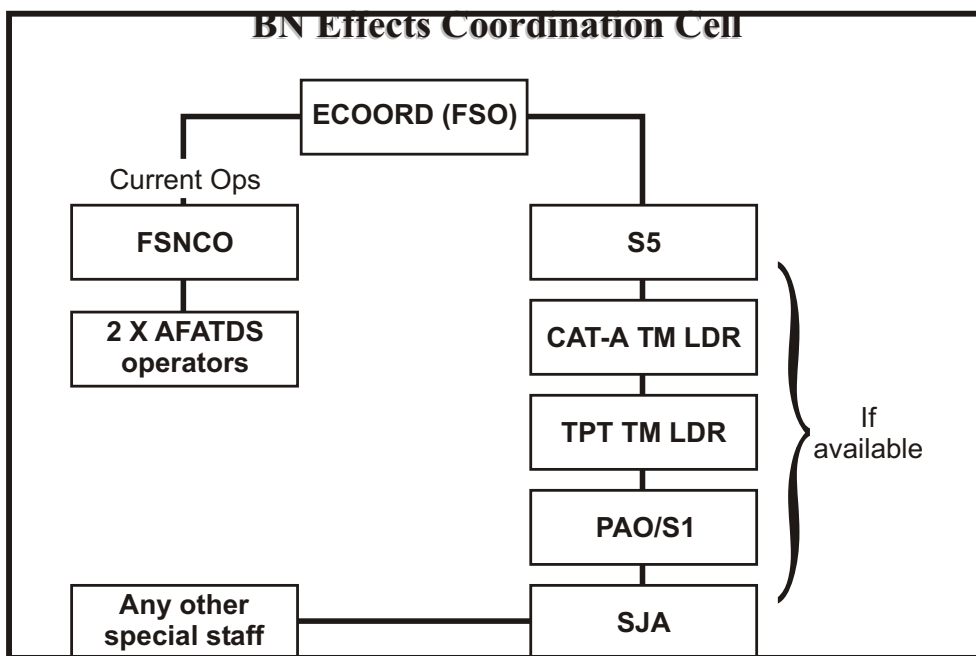 BN Effects Coordination Cell
ECOORD (FSO)
Current Ops
FSNCO
2 X AFATDS
operators
S5
CAT-A TM LDR
TPT TM LDR
PAO/S1
SJA
If
available
Any other
special staff